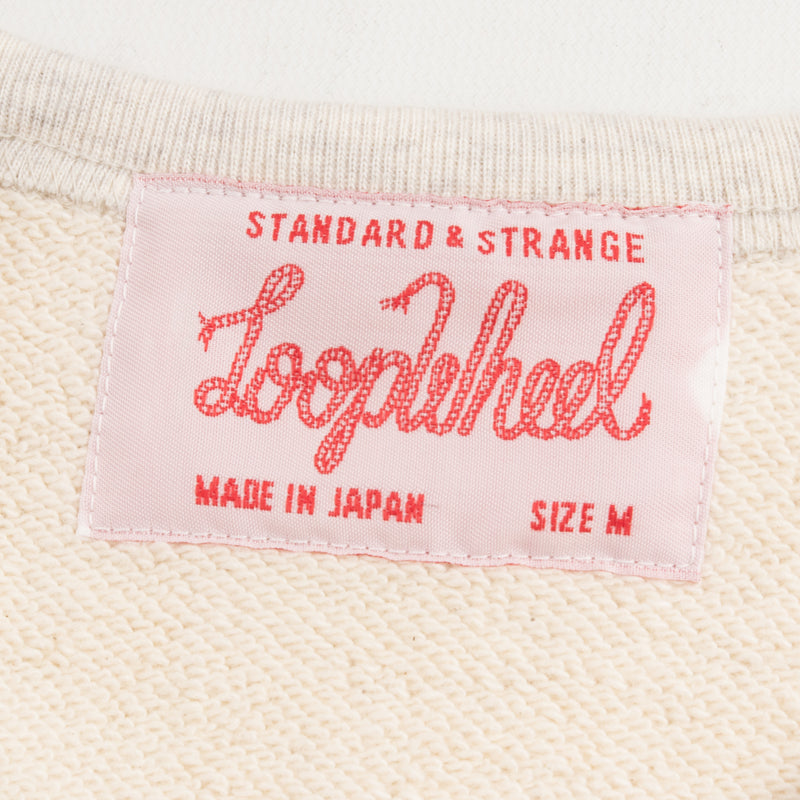 STANDARD & STRANGE
LoopWheel
MADE IN JAPAN SIZE M